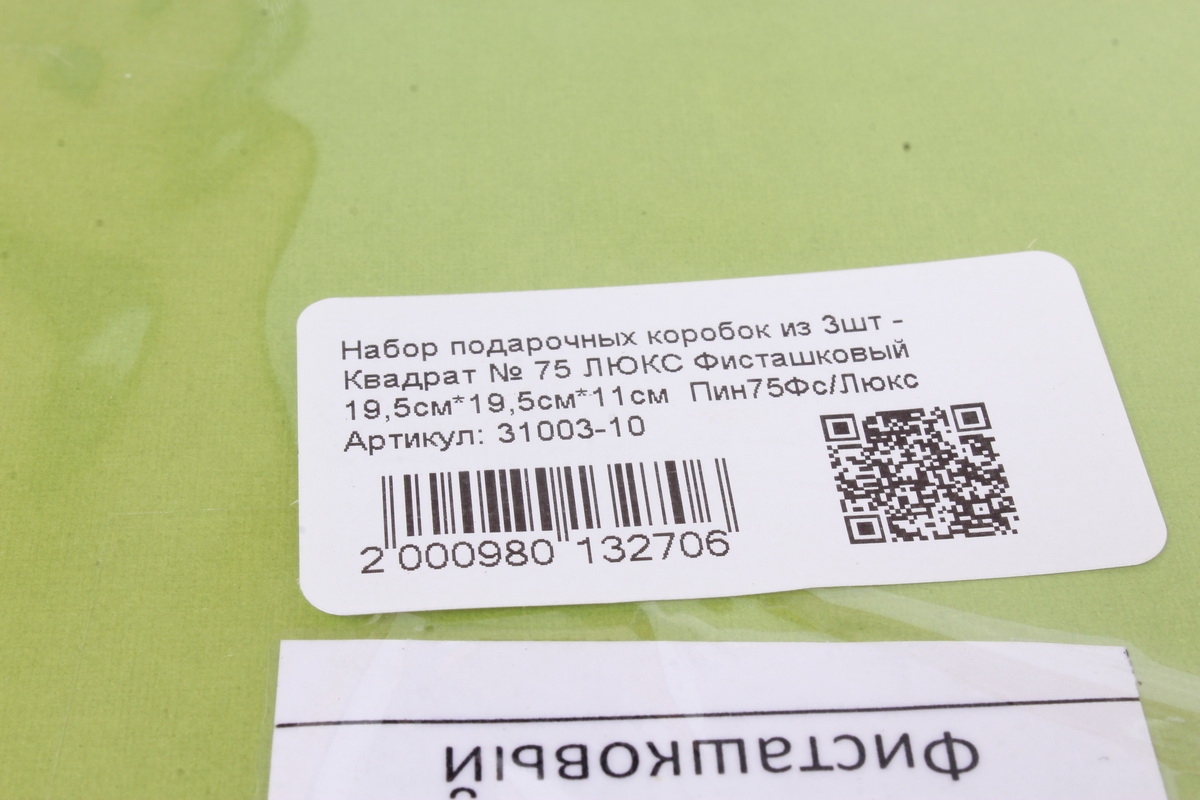 Набор подарочных коробок из 3шт -
Квадрат № 75 ЛЮКС Фисташковый
19,5см*19,5см*11см Пин75Фс/Люкс
Артикул: 31003-10
2 000980 132706
Фисташковый